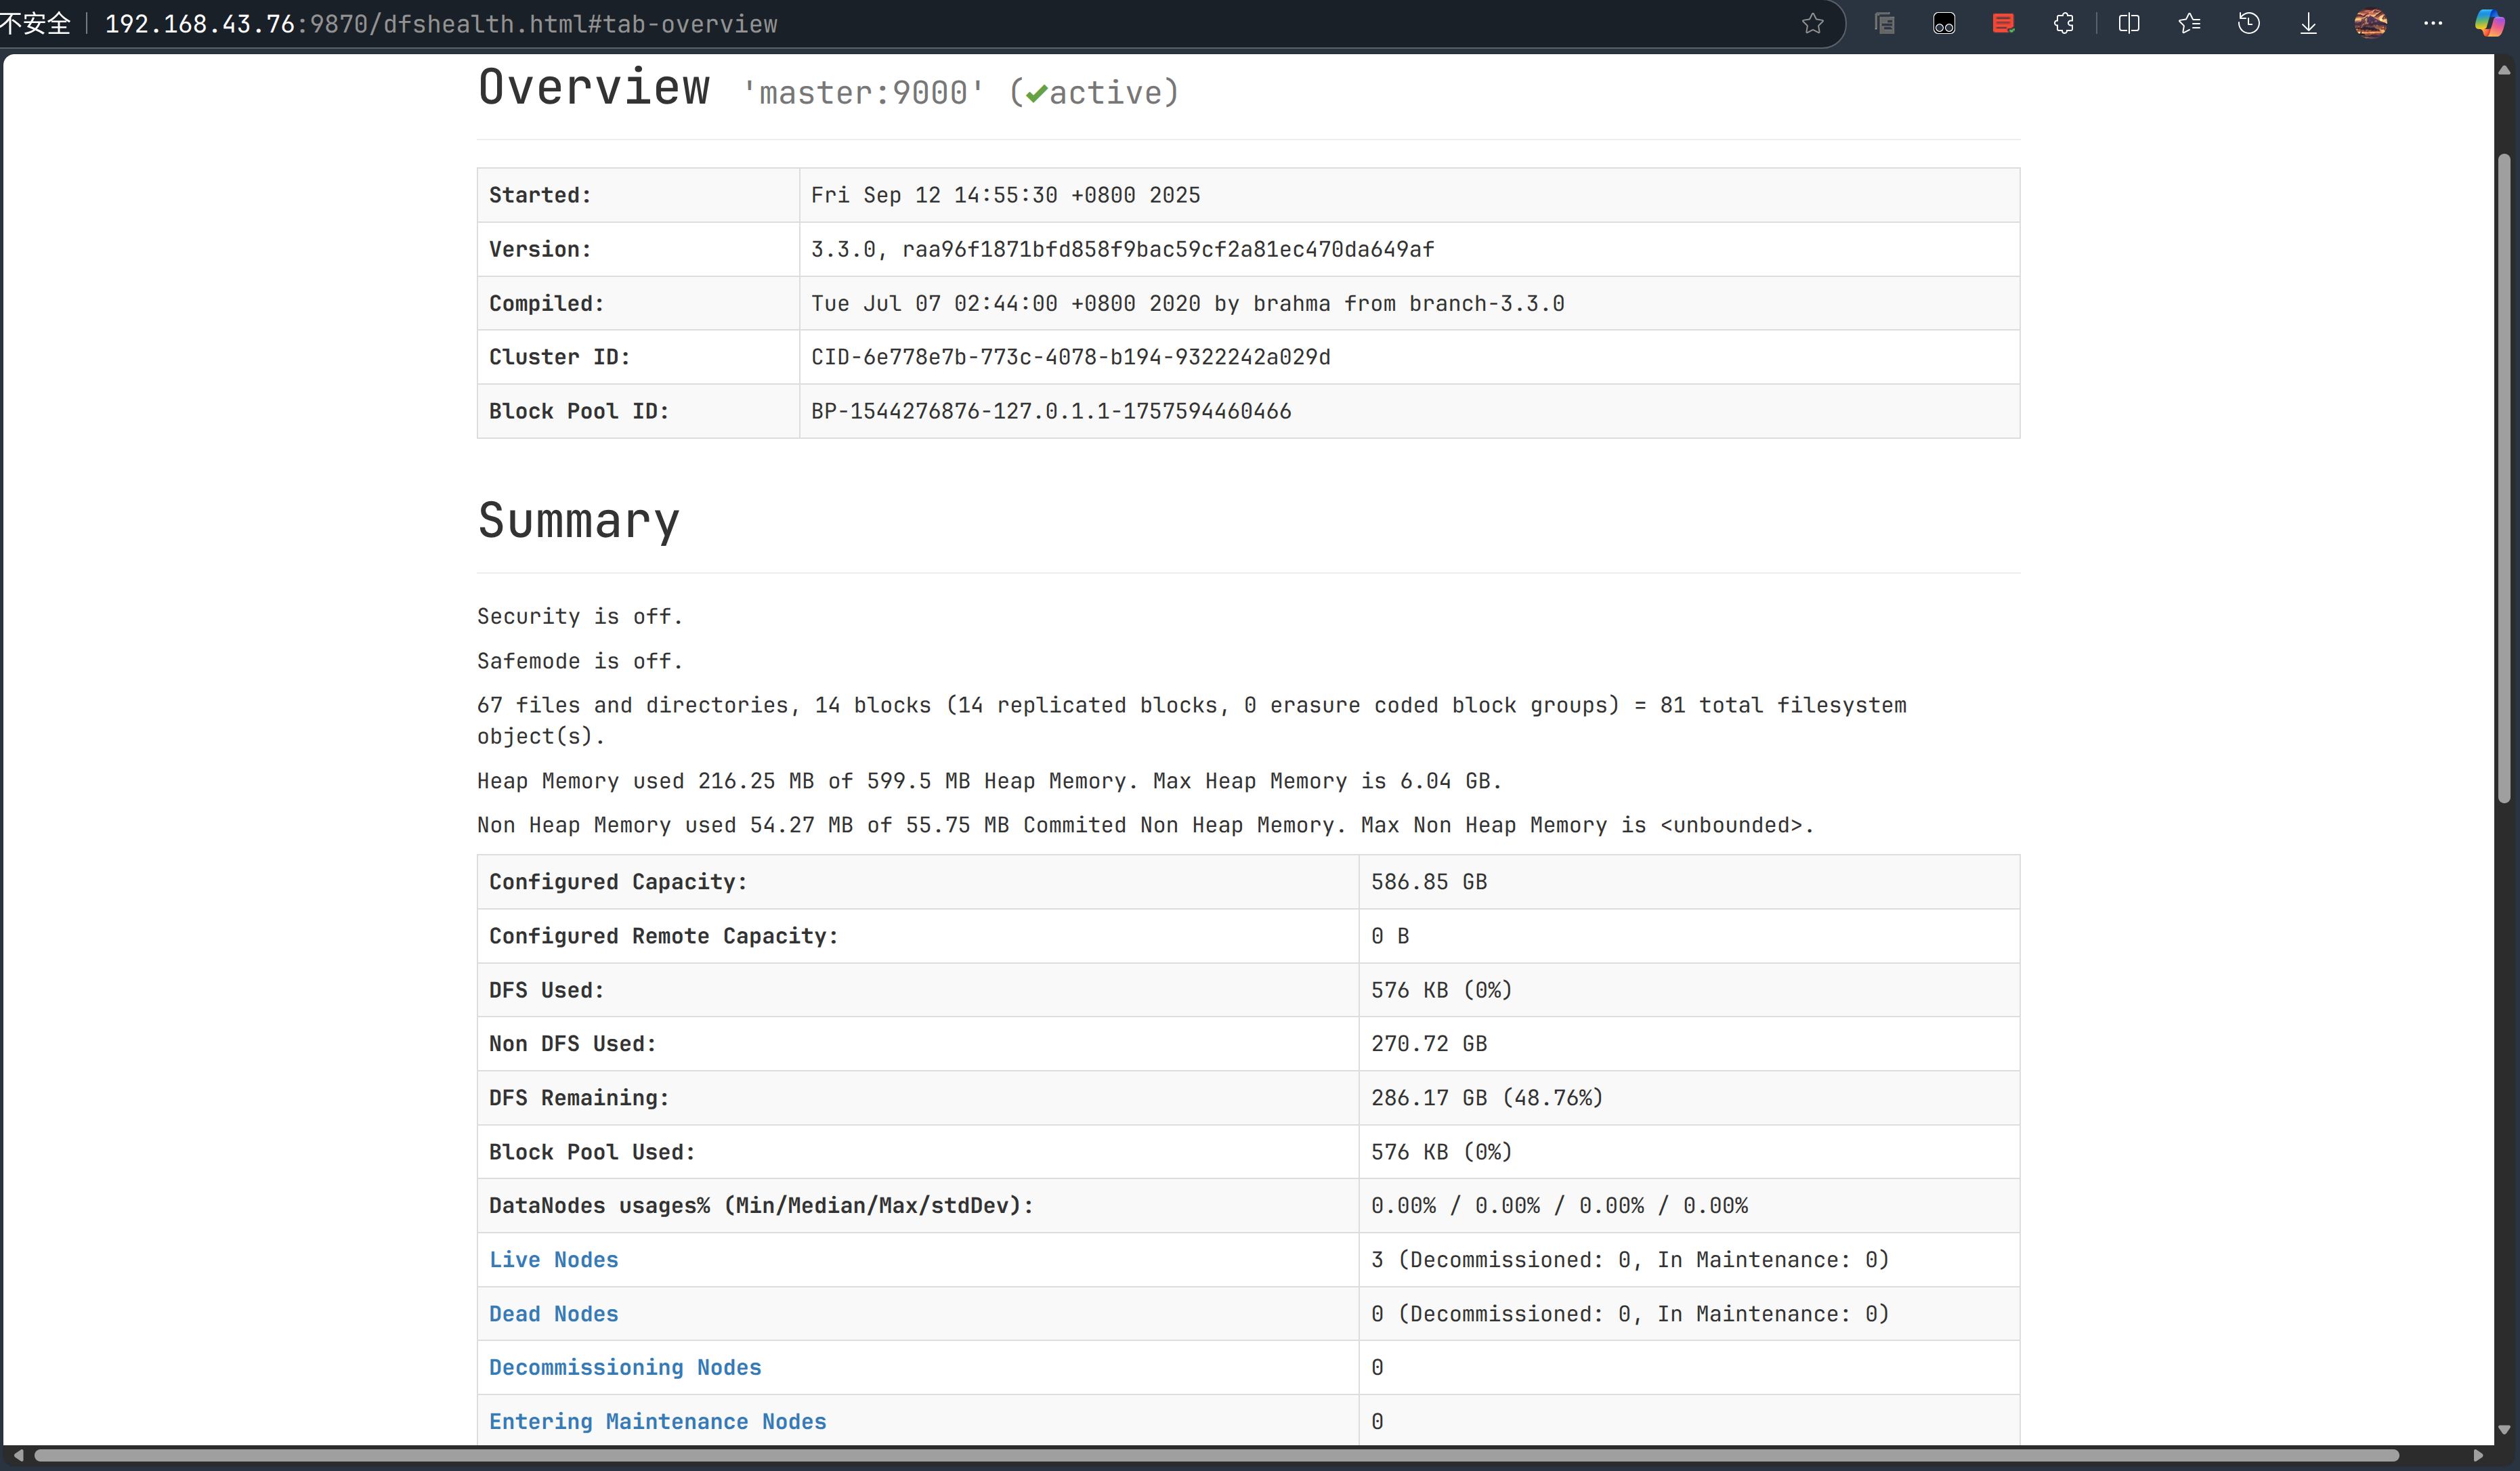 不安全 192.168.43.76:9870/dfshealth.html#tab-overview
Overview 'master:9000' (✔active)
Started: Fri Sep 12 14:55:30 +0800 2025
Version: 3.3.0, raa96f1871bfd858f9bac59cf2a81ec470da649af
Compiled: Tue Jul 07 02:44:00 +0800 2020 by brahma from branch-3.3.0
Cluster ID: CID-6e778e7b-773c-4078-b194-9322242a029d
Block Pool ID: BP-1544276876-127.0.1.1-1757594460466
Summary
Security is off.
Safemode is off.
67 files and directories, 14 blocks (14 replicated blocks, 0 erasure coded block groups) = 81 total filesystem
object(s).
Heap Memory used 216.25 MB of 599.5 MB Heap Memory. Max Heap Memory is 6.04 GB.
Non Heap Memory used 54.27 MB of 55.75 MB Commited Non Heap Memory. Max Non Heap Memory is <unbounded>.
Configured Capacity: 586.85 GB
Configured Remote Capacity: 0 B
DFS Used: 576 KB (0%)
Non DFS Used: 270.72 GB
DFS Remaining: 286.17 GB (48.76%)
Block Pool Used: 576 KB (0%)
DataNodes usages% (Min/Median/Max/stdDev): 0.00% / 0.00% / 0.00% / 0.00%
Live Nodes 3 (Decommissioned: 0, In Maintenance: 0)
Dead Nodes 0 (Decommissioned: 0, In Maintenance: 0)
Decommissioning Nodes 0
Entering Maintenance Nodes 0